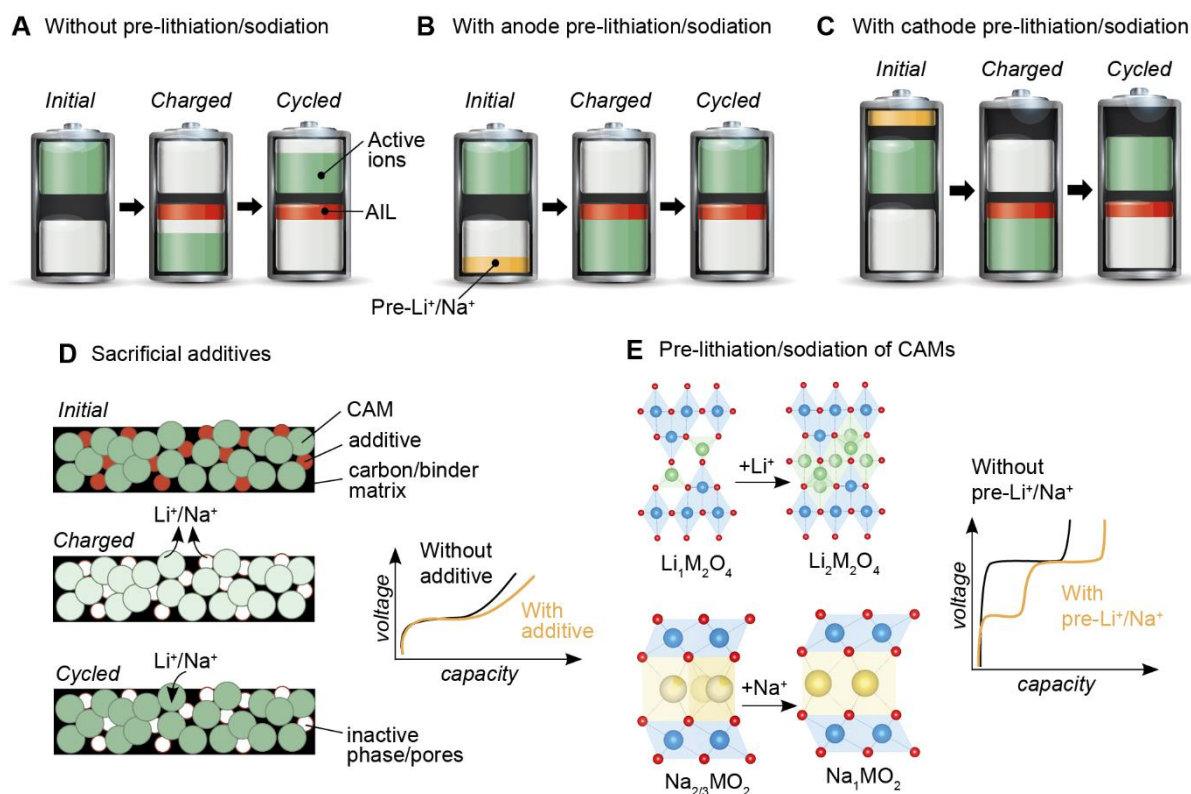 A Without pre-lithiation/sodiation
Initial
Charged
Cycled
Active
ions
AIL
B With anode pre-lithiation/sodiation
Initial
Charged
Cycled
Pre-Li⁺/Na⁺
C With cathode pre-lithiation/sodiation
Initial
Charged
Cycled
D Sacrificial additives
Initial
CAM
additive
carbon/binder
matrix
Li⁺/Na⁺
Charged
Li⁺/Na⁺
Cycled
inactive
phase/pores
voltage
Without
additive
With
additive
capacity
E Pre-lithiation/sodiation of CAMs
+Li⁺
Li₁M₂O₄
Li₂M₂O₄
+Na⁺
Na₂/₃MO₂
Na₁MO₂
Without
pre-Li⁺/Na⁺
voltage
With
pre-Li⁺/Na⁺
capacity